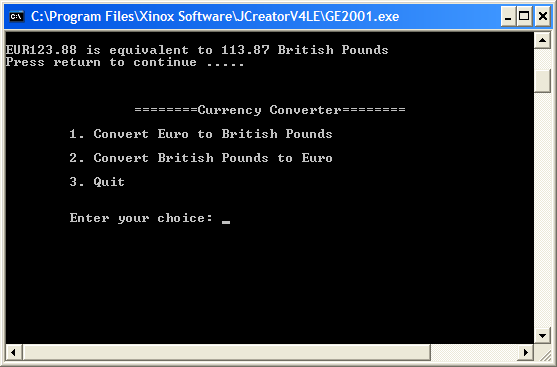 C:\Program Files\Xinox Software\JCreatorV4LE\GE2001.exe
EUR123.88 is equivalent to 113.87 British Pounds
Press return to continue .....
========Currency Converter========
1. Convert Euro to British Pounds
2. Convert British Pounds to Euro
3. Quit
Enter your choice: _